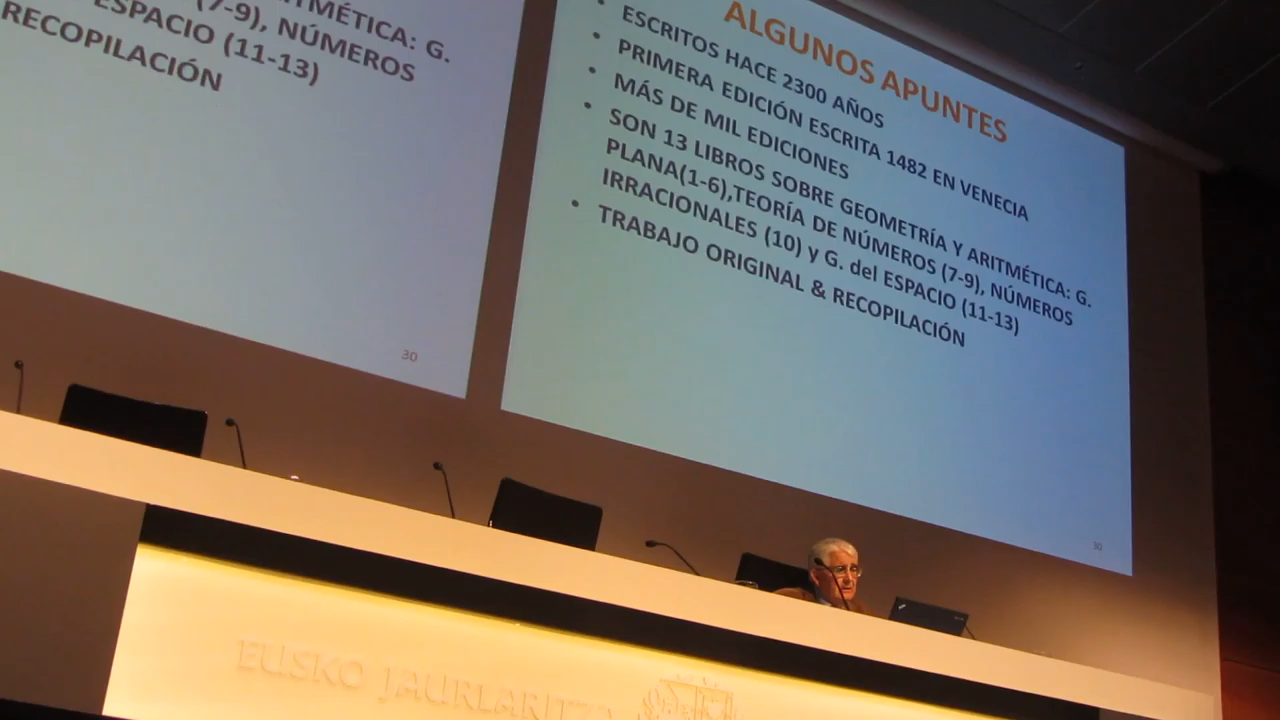 ITMÉTICA: G.
(7-9), NÚMEROS
ESPACIO (11-13)
RECOPILACIÓN
30
ALGUNOS APUNTES
• ESCRITOS HACE 2300 AÑOS
• PRIMERA EDICIÓN ESCRITA 1482 EN VENECIA
• MÁS DE MIL EDICIONES
• SON 13 LIBROS SOBRE GEOMETRÍA Y ARITMÉTICA: G.
PLANA(1-6),TEORÍA DE NÚMEROS (7-9), NÚMEROS
IRRACIONALES (10) y G. del ESPACIO (11-13)
• TRABAJO ORIGINAL & RECOPILACIÓN
30
EUSKO JAURLARITZA